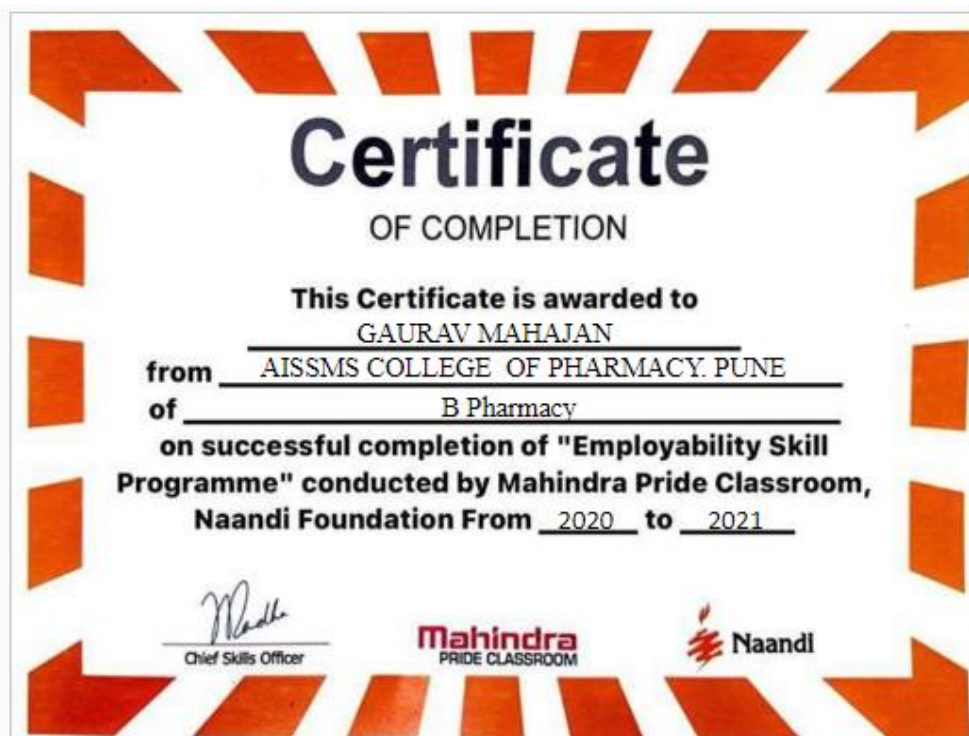 Certificate
OF COMPLETION
This Certificate is awarded to
GAURAV MAHAJAN
from AISSMS COLLEGE OF PHARMACY. PUNE
of B Pharmacy
on successful completion of "Employability Skill
Programme" conducted by Mahindra Pride Classroom,
Naandi Foundation From 2020 to 2021
Chief Skills Officer
Mahindra
PRIDE CLASSROOM
Naandi